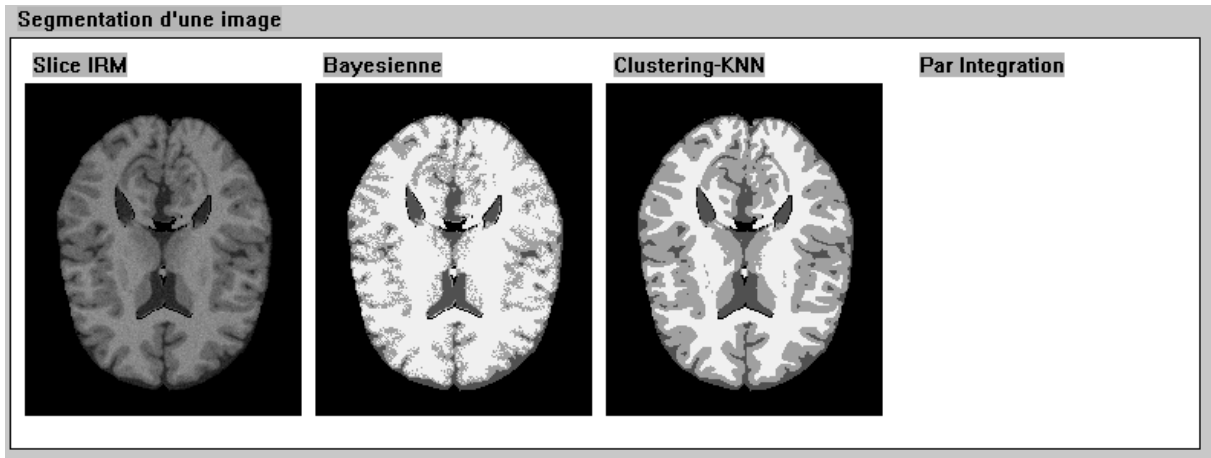 Segmentation d'une image
Slice IRM
Bayesienne
Clustering-KNN
Par Integration